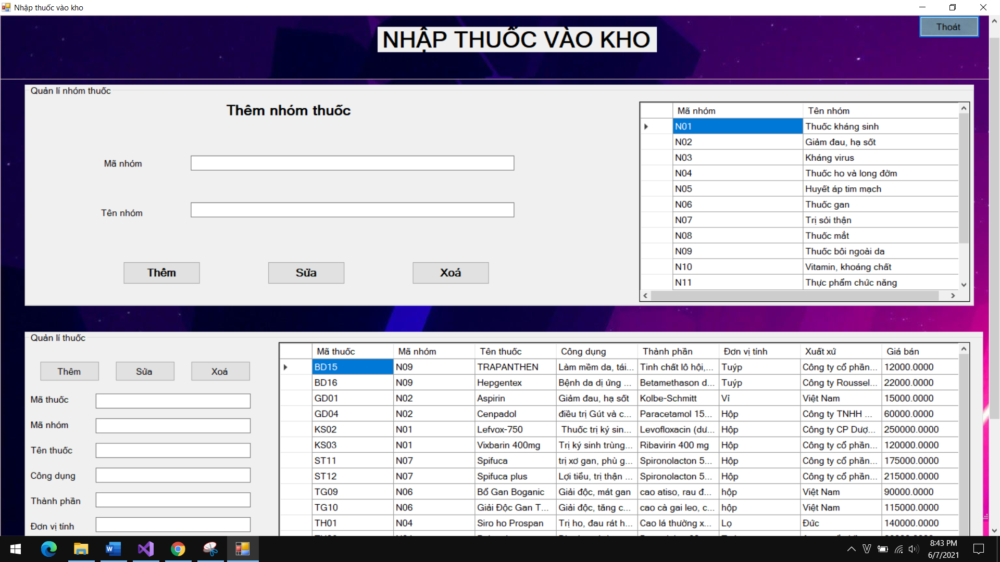 Nhập thuốc vào kho
Thoát
NHẬP THUỐC VÀO KHO
Quản lí nhóm thuốc
Thêm nhóm thuốc
Mã nhóm
Tên nhóm
Thêm Sửa Xoá
Mã nhóm Tên nhóm
N01 Thuốc kháng sinh
N02 Giảm đau, hạ sốt
N03 Kháng virus
N04 Thuốc ho và long đờm
N05 Huyết áp tim mạch
N06 Thuốc gan
N07 Trị sỏi thận
N08 Thuốc mắt
N09 Thuốc bôi ngoài da
N10 Vitamin, khoáng chất
N11 Thực phẩm chức năng
Quản lí thuốc
Thêm Sửa Xoá
Mã thuốc
Mã nhóm
Tên thuốc
Công dụng
Thành phần
Đơn vị tính
Mã thuốc Mã nhóm Tên thuốc Công dụng Thành phần Đơn vị tính Xuất xứ Giá bán
BD15 N09 TRAPANTHEN Làm mềm da, tái... Tinh chất lô hội,... Tuýp Công ty cổ phần... 12000.0000
BD16 N09 Hepgentex Bệnh da dị ứng ... Betamethason d... Tuýp Công ty Roussel... 22000.0000
GD01 N02 Aspirin Giảm đau, hạ sốt Kolbe-Schmitt Vỉ Việt Nam 15000.0000
GD04 N02 Cenpadol điều trị Gút và c... Paracetamol 15... Hộp Công ty TNHH ... 60000.0000
KS02 N01 Lefvox-750 Thuốc trị ký sin... Levofloxacin (dư... Hộp Công ty CP Dượ... 250000.0000
KS03 N01 Vixbarin 400mg Trị ký sinh trùng... Ribavirin 400 mg Hộp Công ty cổ phần... 120000.0000
ST11 N07 Spifuca trị xơ gan, phù g... Spironolacton 5... Hộp Công ty cổ phần... 175000.0000
ST12 N07 Spifuca plus Lợi tiểu, trị thận ... Spironolacton 5... Hộp Công ty cổ phần... 215000.0000
TG09 N06 Bổ Gan Boganic Giải độc, mát gan cao atiso, rau đ... hộp Việt Nam 90000.0000
TG10 N06 Giải Độc Gan T... Giải độc, tăng c... cao cà gai leo, c... hộp Việt Nam 115000.0000
TH01 N04 Siro ho Prospan Trị ho, đau rát h... Cao lá thường x... Lọ Đức 140000.0000
8:43 PM
6/7/2021